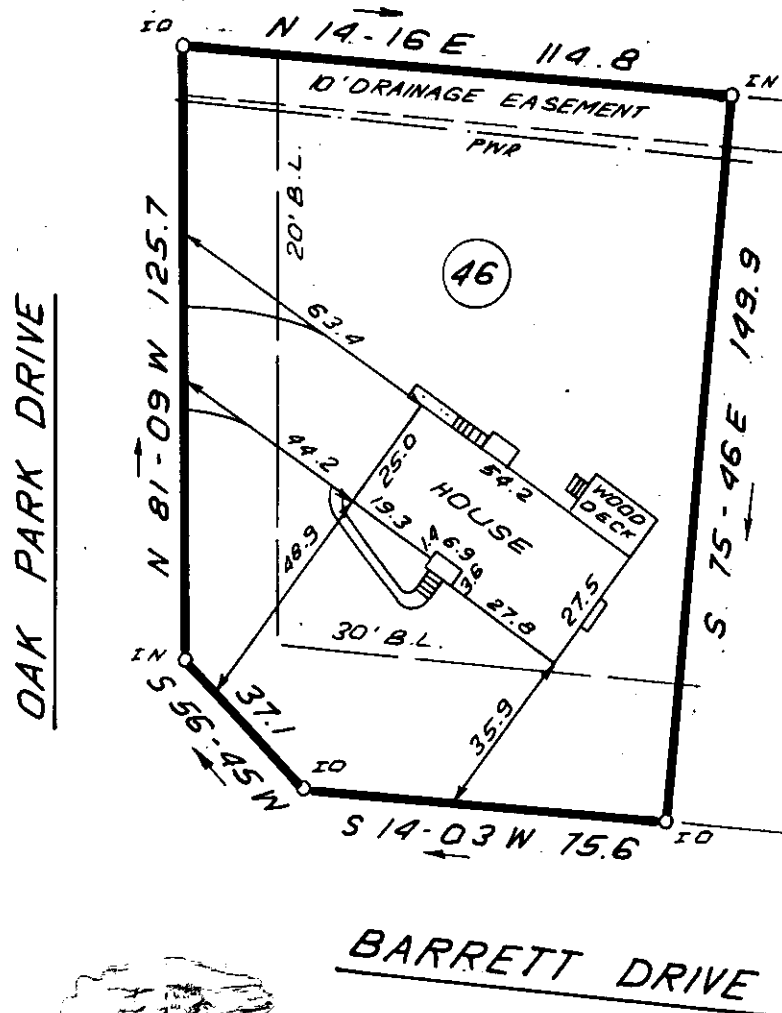 IO
N 14-16 E 114.8
IN
10' DRAINAGE EASEMENT
PWR
20' B.L.
46
N 81-09 W 125.7
OAK PARK DRIVE
S 75-46 E 149.9
63.4
44.2
25.0
54.2
HOUSE
WOOD
DECK
19.3
1.4
6.9
3.6
27.8
27.5
48.9
30' B.L.
35.9
IN
S 56-45 W
37.1
IO
S 14-03 W 75.6
IO
BARRETT DRIVE